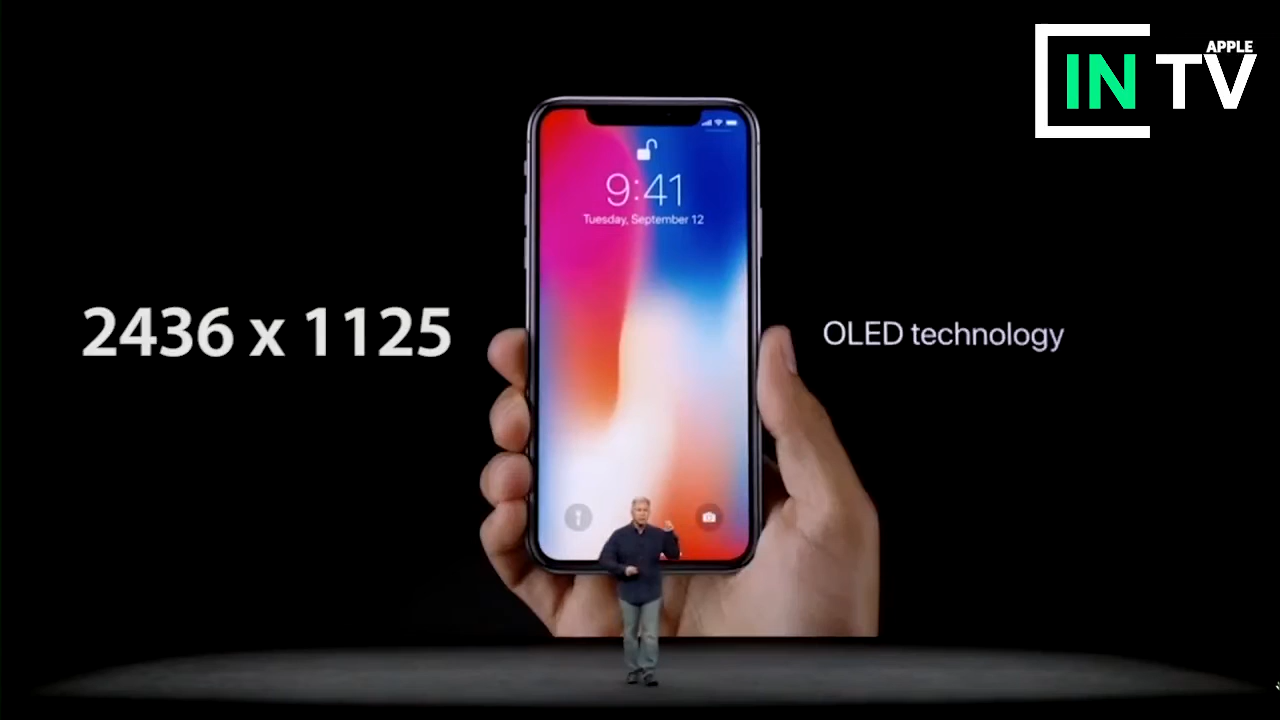 APPLE
IN TV
9:41
Tuesday, September 12
2436 x 1125
OLED technology